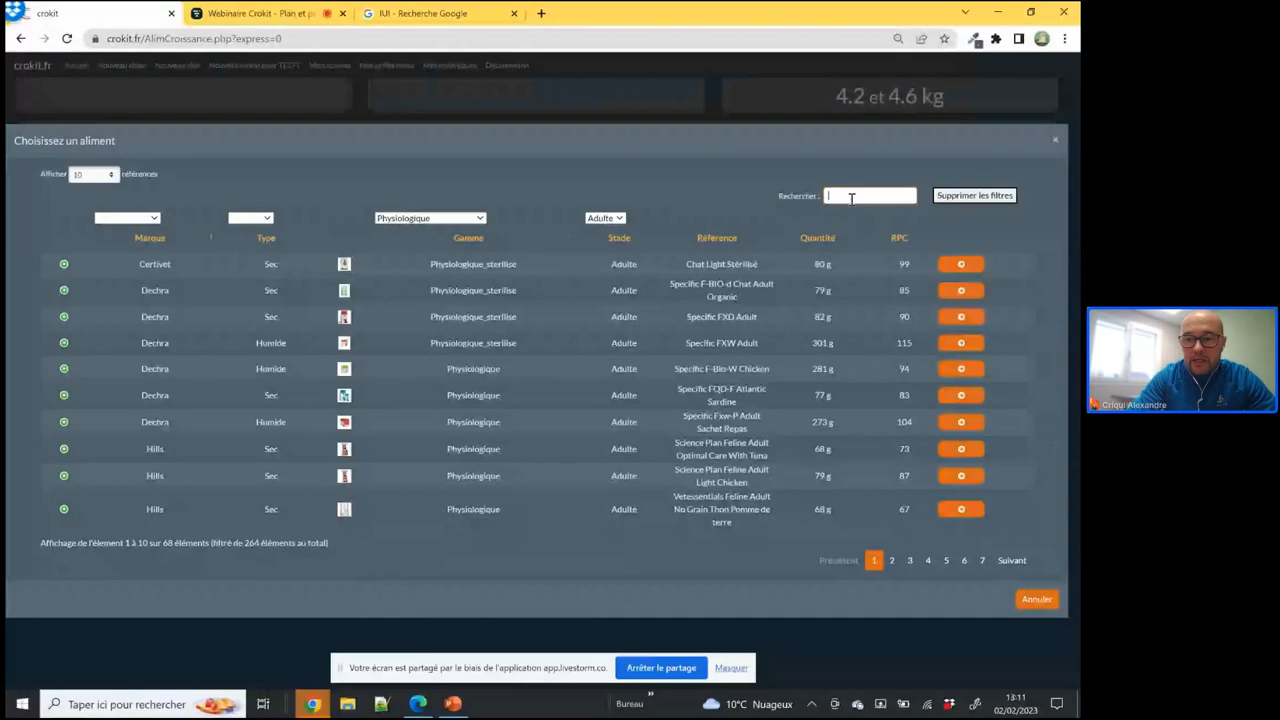 crokit
Webinaire Crokit - Plan et p
IUI - Recherche Google
crokit.fr/AlimCroissance.php?express=0
crokit.fr
Accueil
Déconnexion
4.2 et 4.6 kg
Choisissez un aliment
Afficher 10 références
Rechercher :
Supprimer les filtres
Physiologique
Adulte
Marque Type Gamme Stade Référence Quantité RPC
Certivet Sec Physiologique_sterilise Adulte Chat Light Stérilisé 80 g 99
Dechra Sec Physiologique_sterilise Adulte Specific F-BIO-d Chat Adult Organic 79 g 85
Dechra Sec Physiologique_sterilise Adulte Specific FXD Adult 82 g 90
Dechra Humide Physiologique_sterilise Adulte Specific FXW Adult 301 g 115
Dechra Humide Physiologique Adulte Specific F-Bio-W Chicken 281 g 94
Dechra Sec Physiologique Adulte Specific FQD-F Atlantic Sardine 77 g 83
Dechra Humide Physiologique Adulte Specific Fxw-P Adult Sachet Repas 273 g 104
Hills Sec Physiologique Adulte Science Plan Feline Adult Optimal Care With Tuna 68 g 73
Hills Sec Physiologique Adulte Science Plan Feline Adult Light Chicken 79 g 87
Hills Sec Physiologique Adulte Vetessentials Feline Adult No Grain Thon Pomme de terre 68 g 67
Affichage de l'élement 1 à 10 sur 68 éléments (filtré de 264 éléments au total)
Précédent 1 2 3 4 5 6 7 Suivant
Annuler
Criqui Alexandre
Votre écran est partagé par le biais de l'application app.livestorm.co.
Arrêter le partage
Masquer
Taper ici pour rechercher
Bureau
10°C Nuageux
13:11
02/02/2023